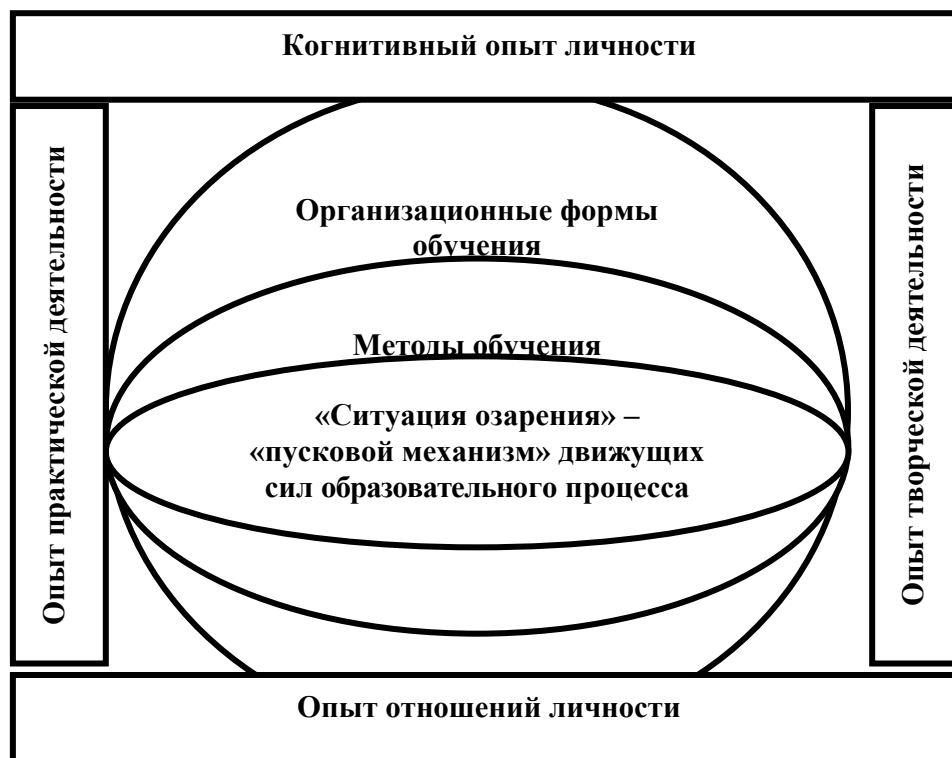 Когнитивный опыт личности
Опыт практической деятельности
Организационные формы
обучения
Методы обучения
«Ситуация озарения» –
«пусковой механизм» движущих
сил образовательного процесса
Опыт творческой деятельности
Опыт отношений личности